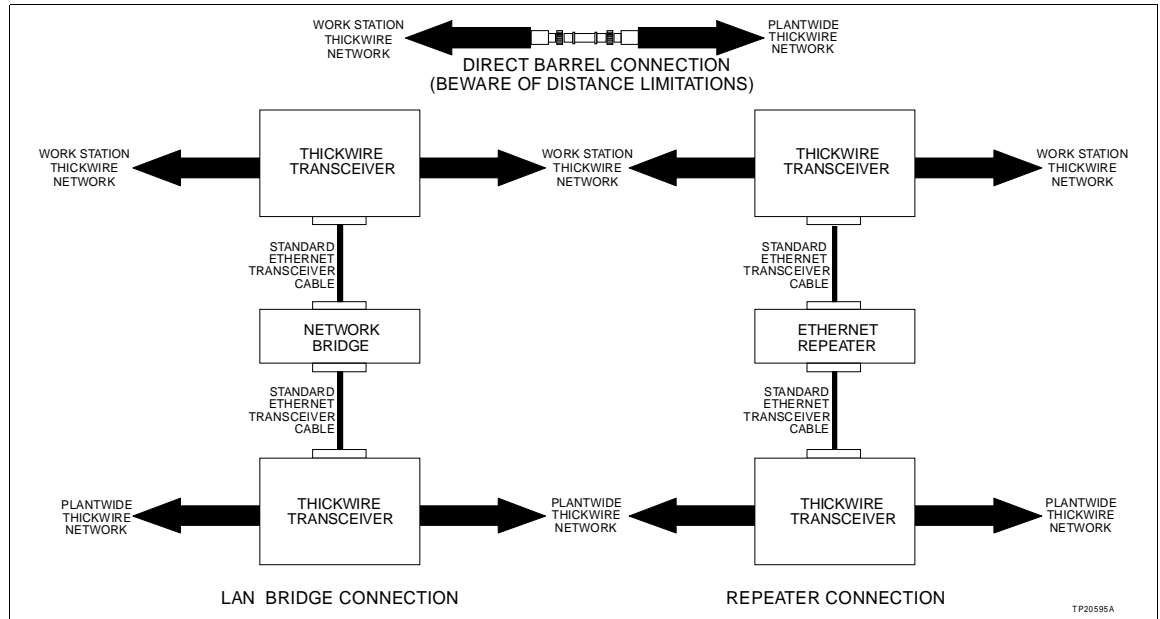 WORK STATION
THICKWIRE
NETWORK
PLANTWIDE
THICKWIRE
NETWORK
DIRECT BARREL CONNECTION
(BEWARE OF DISTANCE LIMITATIONS)
WORK STATION
THICKWIRE
NETWORK
THICKWIRE
TRANSCEIVER
WORK STATION
THICKWIRE
NETWORK
THICKWIRE
TRANSCEIVER
WORK STATION
THICKWIRE
NETWORK
STANDARD
ETHERNET
TRANSCEIVER
CABLE
STANDARD
ETHERNET
TRANSCEIVER
CABLE
NETWORK
BRIDGE
ETHERNET
REPEATER
STANDARD
ETHERNET
TRANSCEIVER
CABLE
STANDARD
ETHERNET
TRANSCEIVER
CABLE
PLANTWIDE
THICKWIRE
NETWORK
THICKWIRE
TRANSCEIVER
PLANTWIDE
THICKWIRE
NETWORK
THICKWIRE
TRANSCEIVER
PLANTWIDE
THICKWIRE
NETWORK
LAN BRIDGE CONNECTION
REPEATER CONNECTION
TP20595A